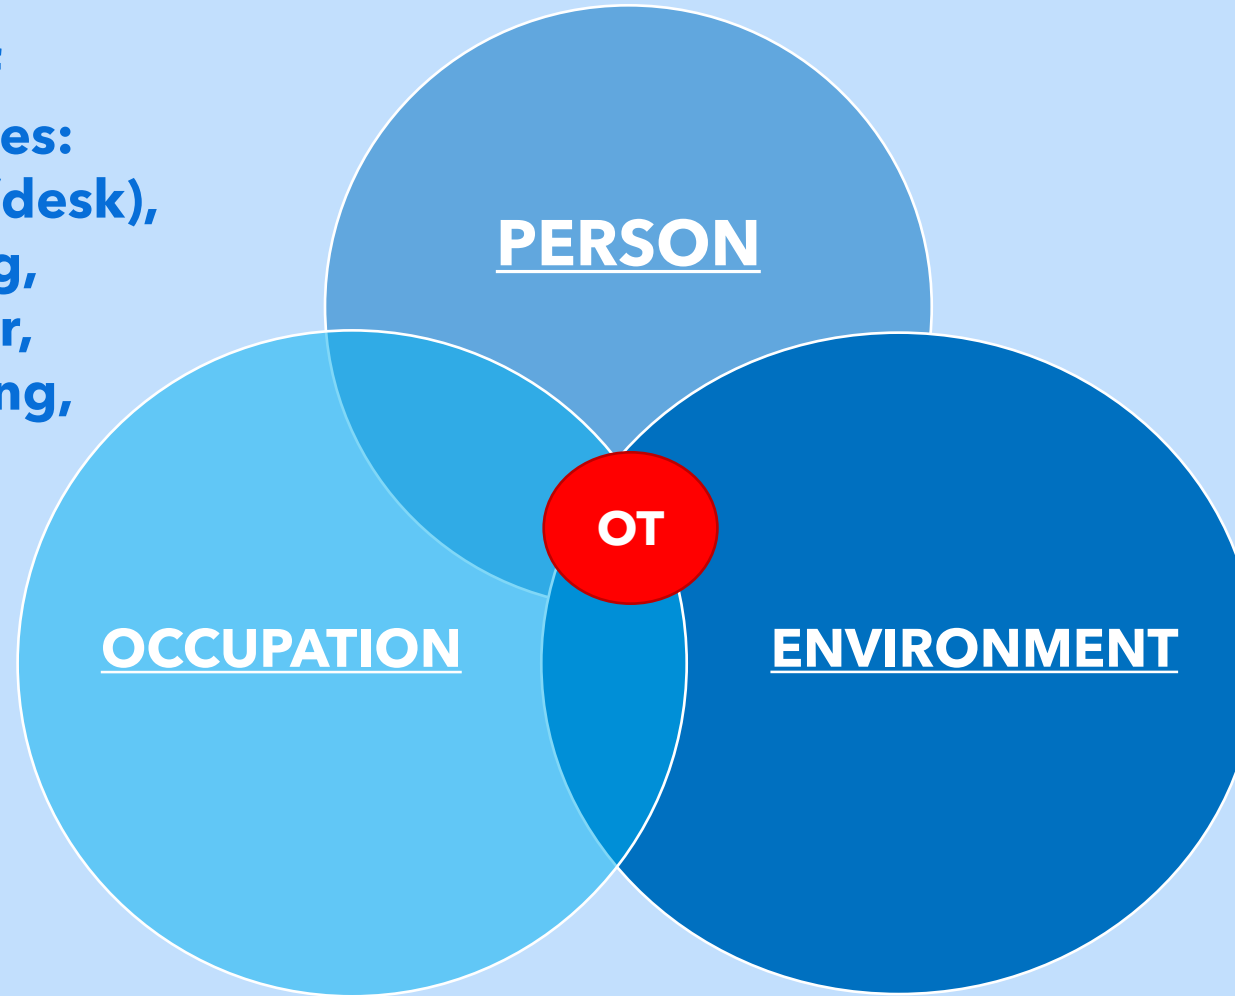 es:
desk),
g,
r,
ng,
PERSON
OT
OCCUPATION
ENVIRONMENT